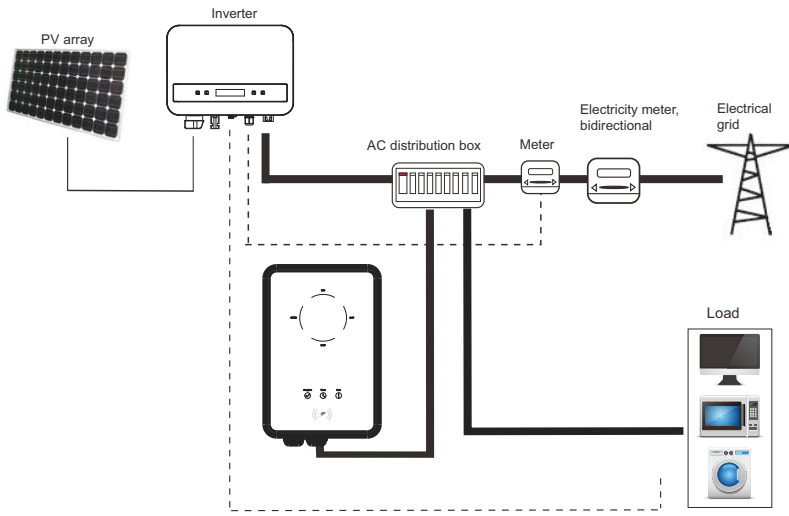 Inverter
PV array
Electricity meter,
bidirectional
Electrical
grid
AC distribution box
Meter
Load